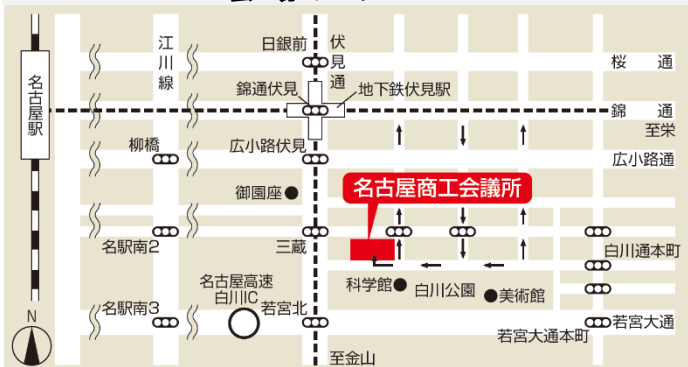 江川線
日銀前
伏見通
桜通
名古屋駅
錦通伏見
地下鉄伏見駅
錦通
至栄
柳橋
広小路伏見
広小路通
御園座
名古屋商工会議所
名駅南2
三蔵
白川通本町
名古屋高速
白川IC
科学館
白川公園
美術館
名駅南3
若宮北
若宮大通
若宮大通本町
N
至金山